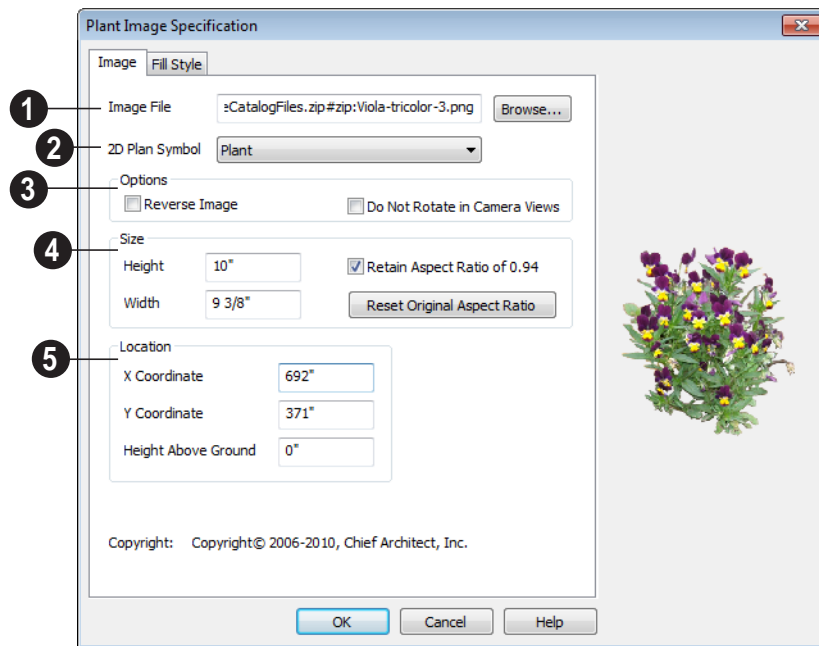 Plant Image Specification
Image Fill Style
1 Image File eCatalogFiles.zip#zip:Viola-tricolor-3.png Browse...
2 2D Plan Symbol Plant
3 Options
Reverse Image Do Not Rotate in Camera Views
4 Size
Height 10" Retain Aspect Ratio of 0.94
Width 9 3/8" Reset Original Aspect Ratio
5 Location
X Coordinate 692"
Y Coordinate 371"
Height Above Ground 0"
Copyright: Copyright© 2006-2010, Chief Architect, Inc.
OK Cancel Help